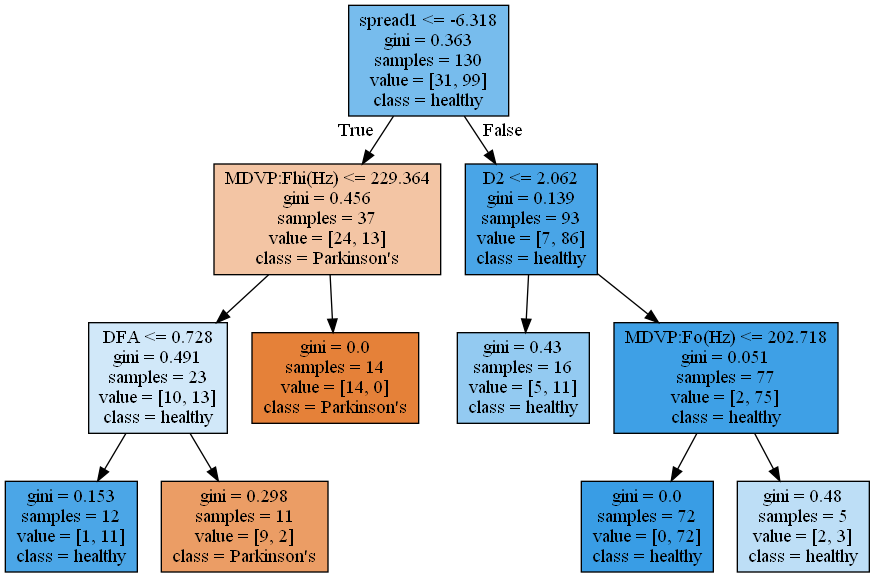 spread1 <= -6.318
gini = 0.363
samples = 130
value = [31, 99]
class = healthy
True
False
MDVP:Fhi(Hz) <= 229.364
gini = 0.456
samples = 37
value = [24, 13]
class = Parkinson's
D2 <= 2.062
gini = 0.139
samples = 93
value = [7, 86]
class = healthy
DFA <= 0.728
gini = 0.491
samples = 23
value = [10, 13]
class = healthy
gini = 0.0
samples = 14
value = [14, 0]
class = Parkinson's
gini = 0.43
samples = 16
value = [5, 11]
class = healthy
MDVP:Fo(Hz) <= 202.718
gini = 0.051
samples = 77
value = [2, 75]
class = healthy
gini = 0.153
samples = 12
value = [1, 11]
class = healthy
gini = 0.298
samples = 11
value = [9, 2]
class = Parkinson's
gini = 0.0
samples = 72
value = [0, 72]
class = healthy
gini = 0.48
samples = 5
value = [2, 3]
class = healthy